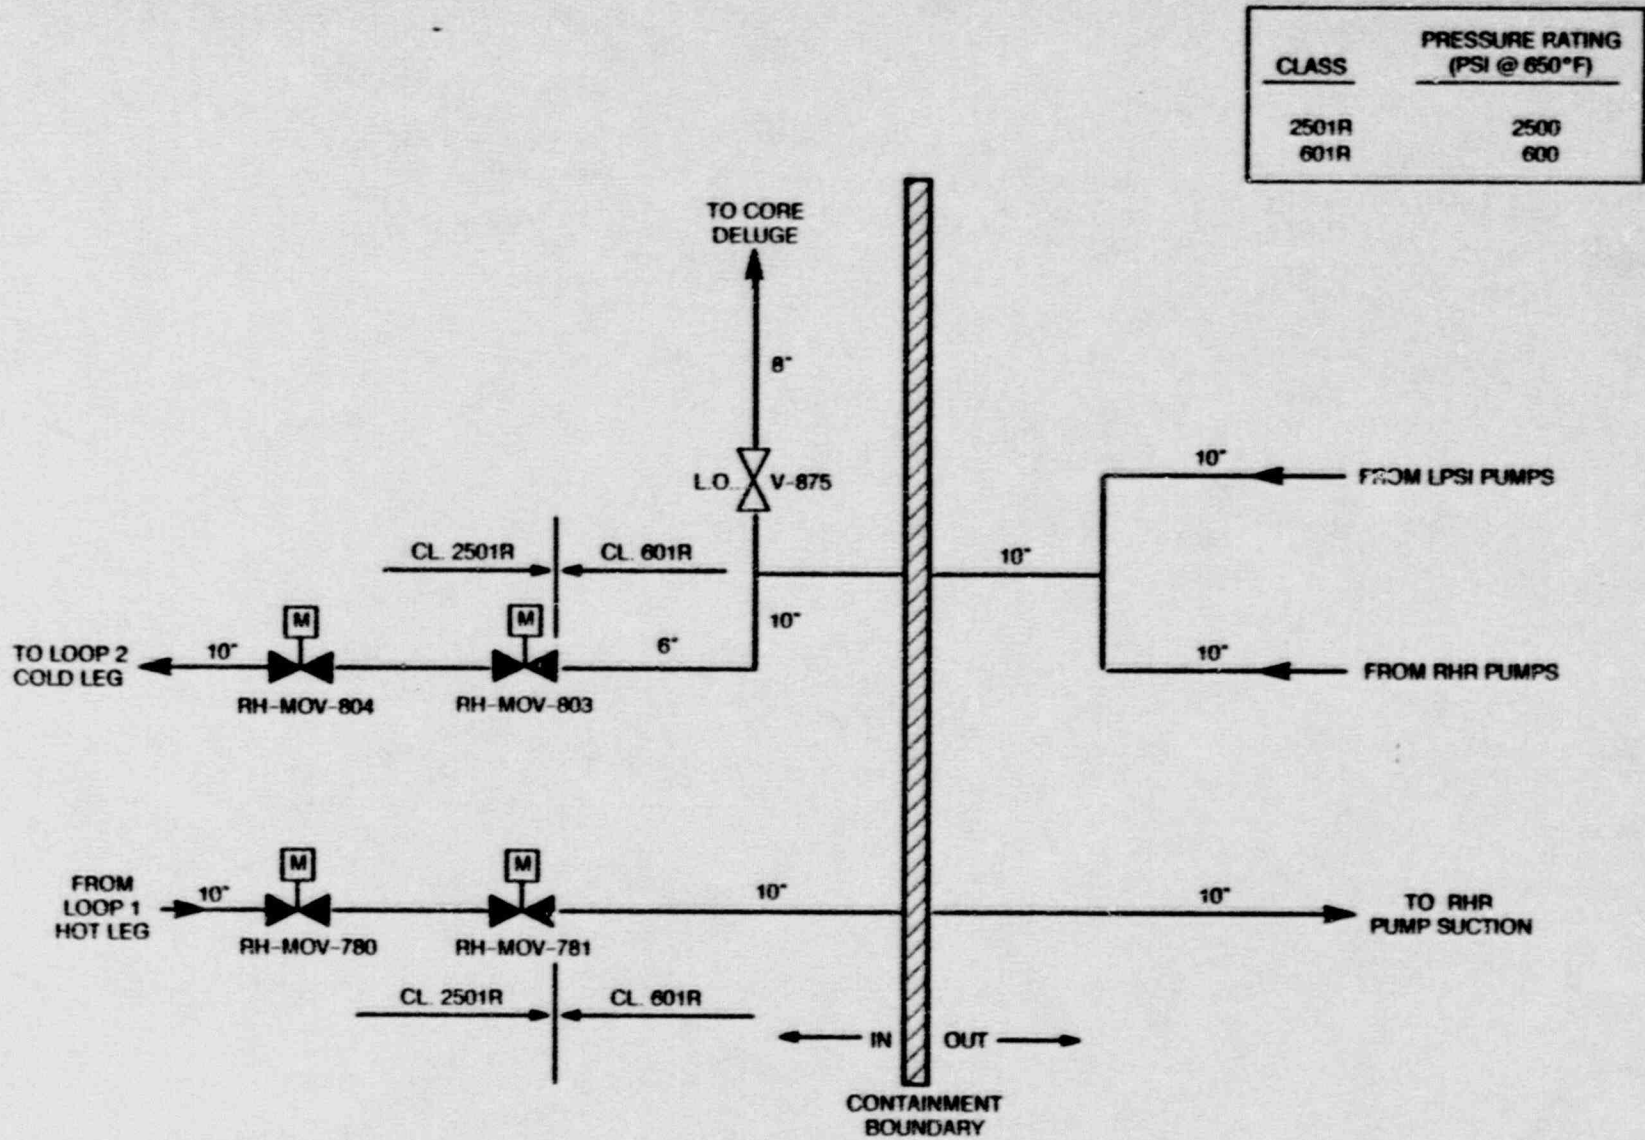 CLASS
PRESSURE RATING
(PSI @ 650°F)
2501R 2500
601R 600
TO CORE
DELUGE
8"
L.O. V-875
10"
FROM LPSI PUMPS
CL. 2501R
CL. 601R
10"
M
M
10"
TO LOOP 2
COLD LEG
10"
6"
10"
FROM RHR PUMPS
RH-MOV-804
RH-MOV-803
M
M
FROM
LOOP 1
HOT LEG
10"
10"
10"
TO RHR
PUMP SUCTION
RH-MOV-780
RH-MOV-781
CL. 2501R
CL. 601R
IN
OUT
CONTAINMENT
BOUNDARY